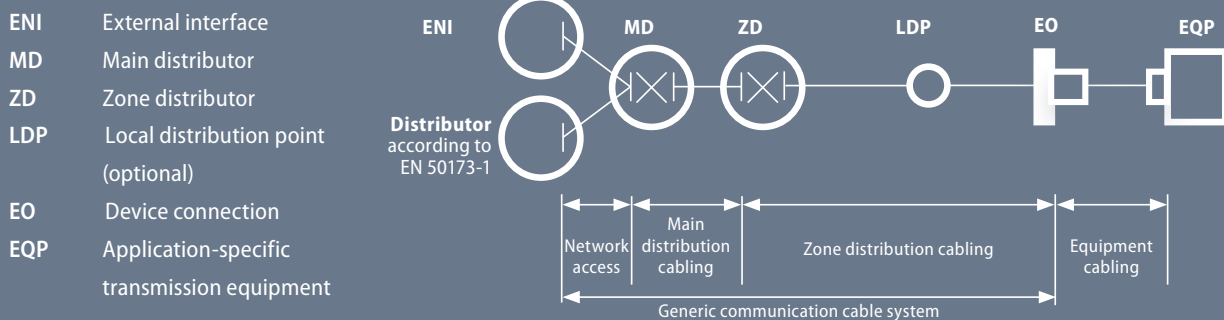 ENI External interface
MD Main distributor
ZD Zone distributor
LDP Local distribution point
(optional)
EO Device connection
EQP Application-specific
transmission equipment
ENI MD ZD LDP EO EQP
Distributor
according to
EN 50173-1
Network
access
Main
distribution
cabling
Zone distribution cabling
Equipment
cabling
Generic communication cable system